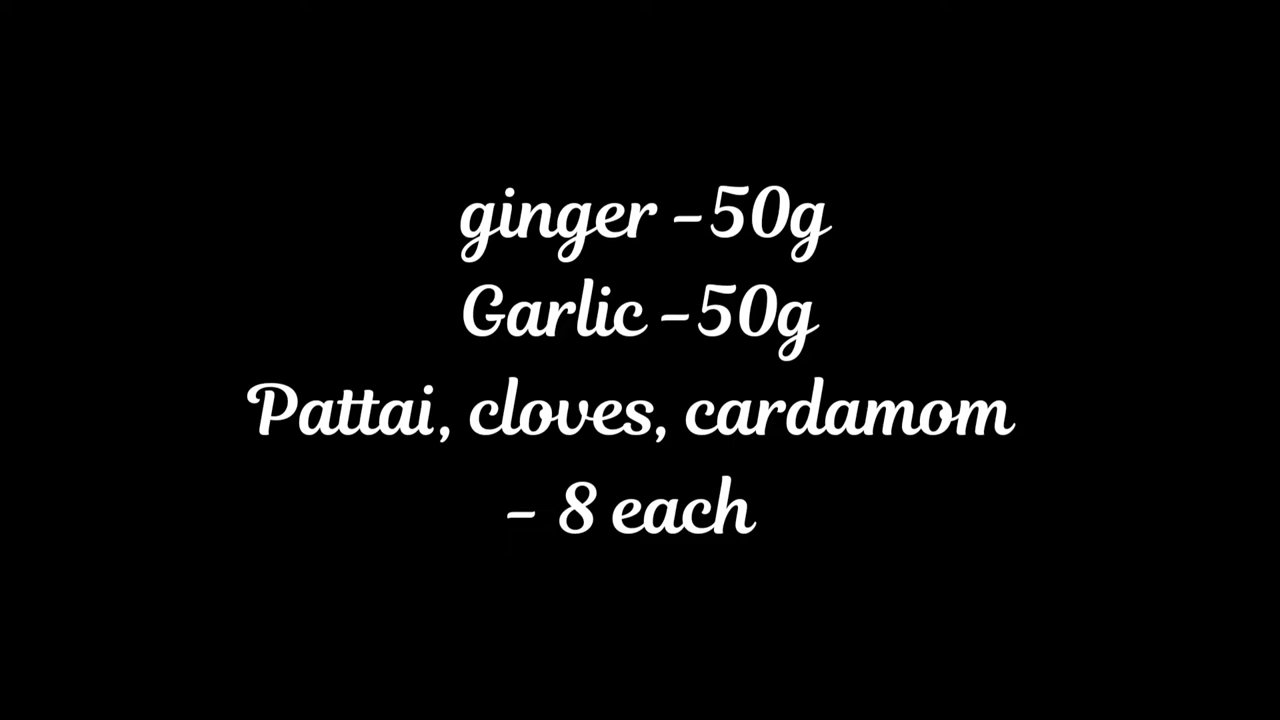 ginger -50g
Garlic -50g
Pattai, cloves, cardamom
- 8 each